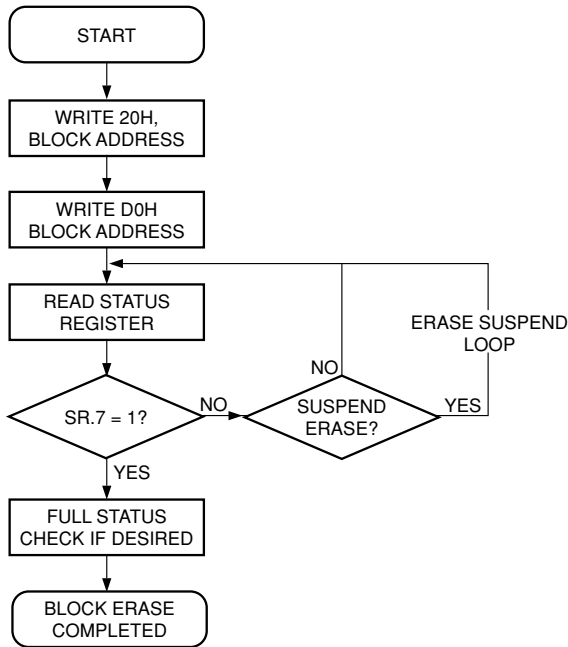 START
WRITE 20H,
BLOCK ADDRESS
WRITE D0H
BLOCK ADDRESS
READ STATUS
REGISTER
ERASE SUSPEND
LOOP
NO
SR.7 = 1?
NO
SUSPEND
ERASE?
YES
YES
FULL STATUS
CHECK IF DESIRED
BLOCK ERASE
COMPLETED